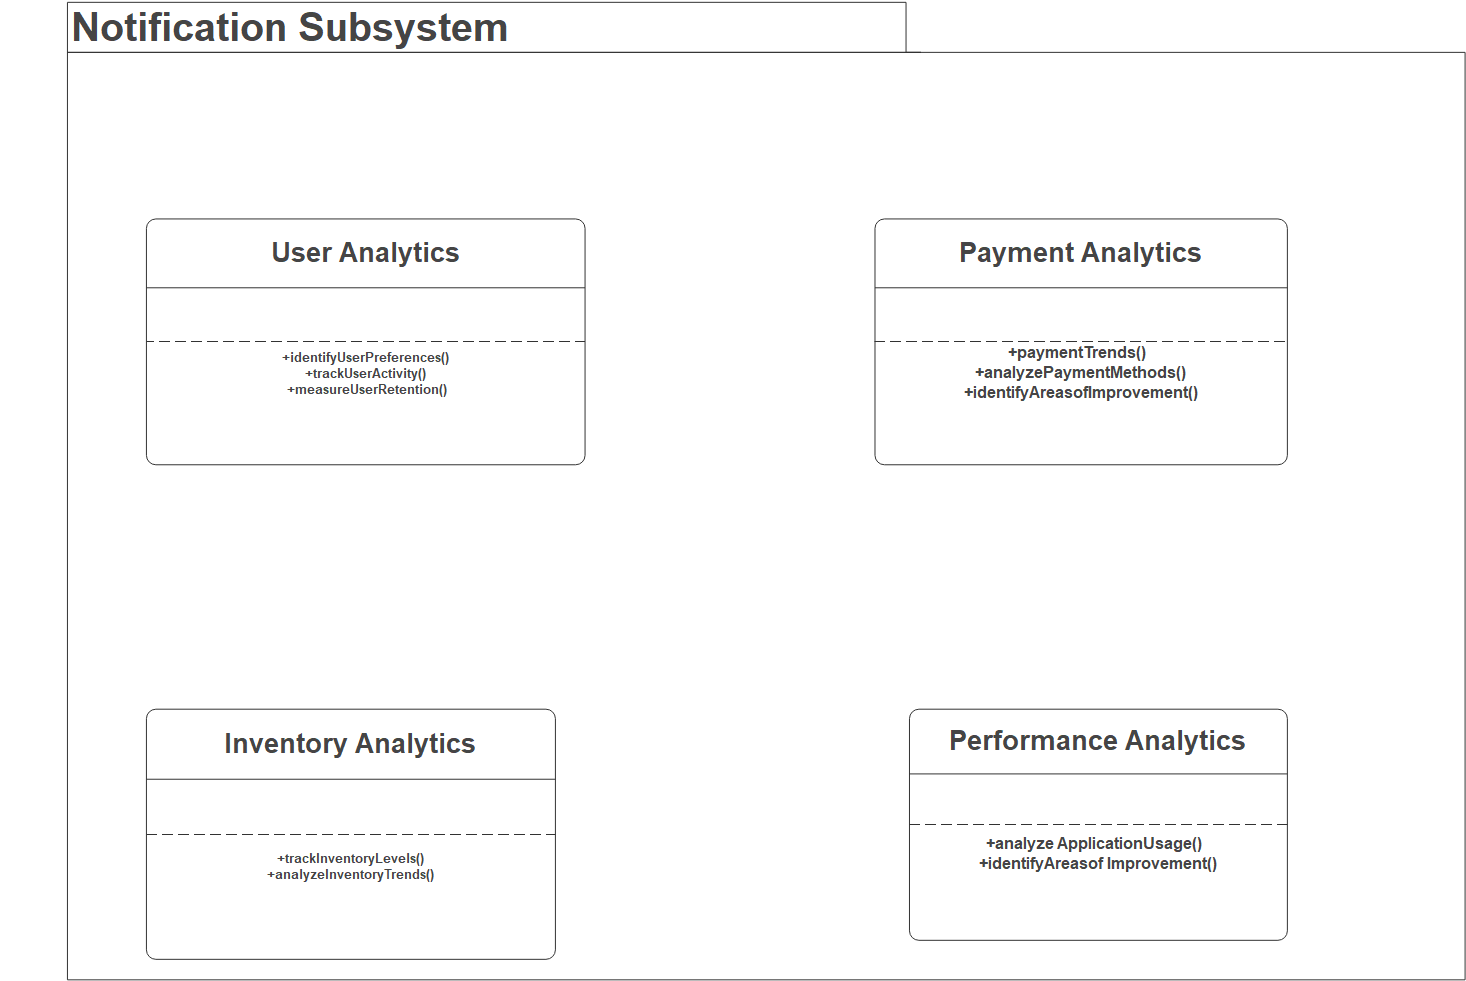 Notification Subsystem
User Analytics
+identifyUserPreferences()
+trackUserActivity()
+measureUserRetention()
Payment Analytics
+paymentTrends()
+analyzePaymentMethods()
+identifyAreasofImprovement()
Inventory Analytics
+trackInventoryLevels()
+analyzeInventoryTrends()
Performance Analytics
+analyze ApplicationUsage()
+identifyAreasof Improvement()